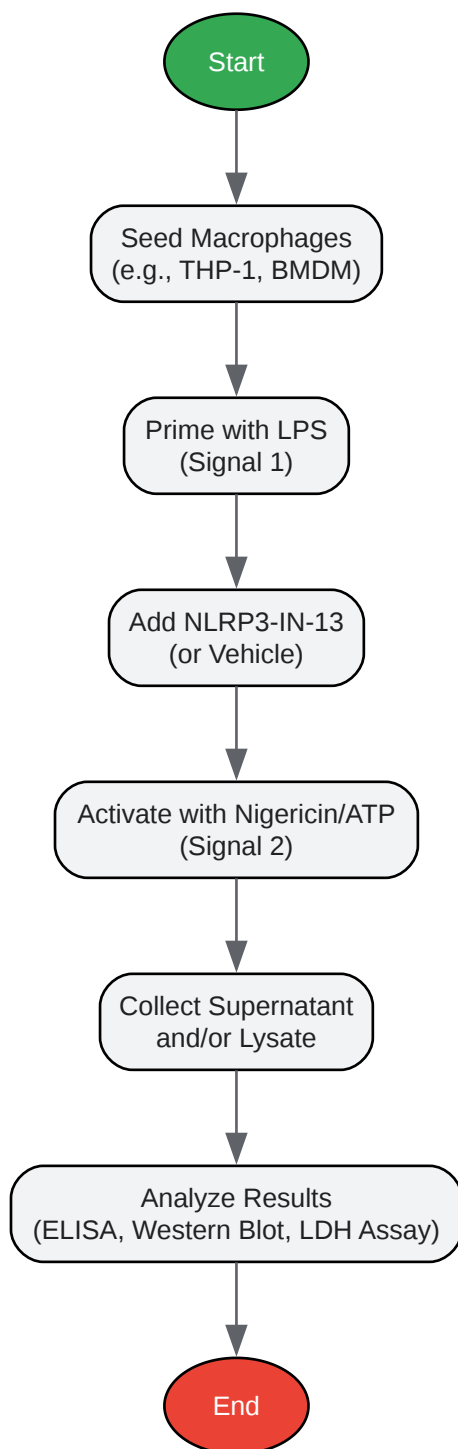 Start
Seed Macrophages
(e.g., THP-1, BMDM)
Prime with LPS
(Signal 1)
Add NLRP3-IN-13
(or Vehicle)
Activate with Nigericin/ATP
(Signal 2)
Collect Supernatant
and/or Lysate
Analyze Results
(ELISA, Western Blot, LDH Assay)
End